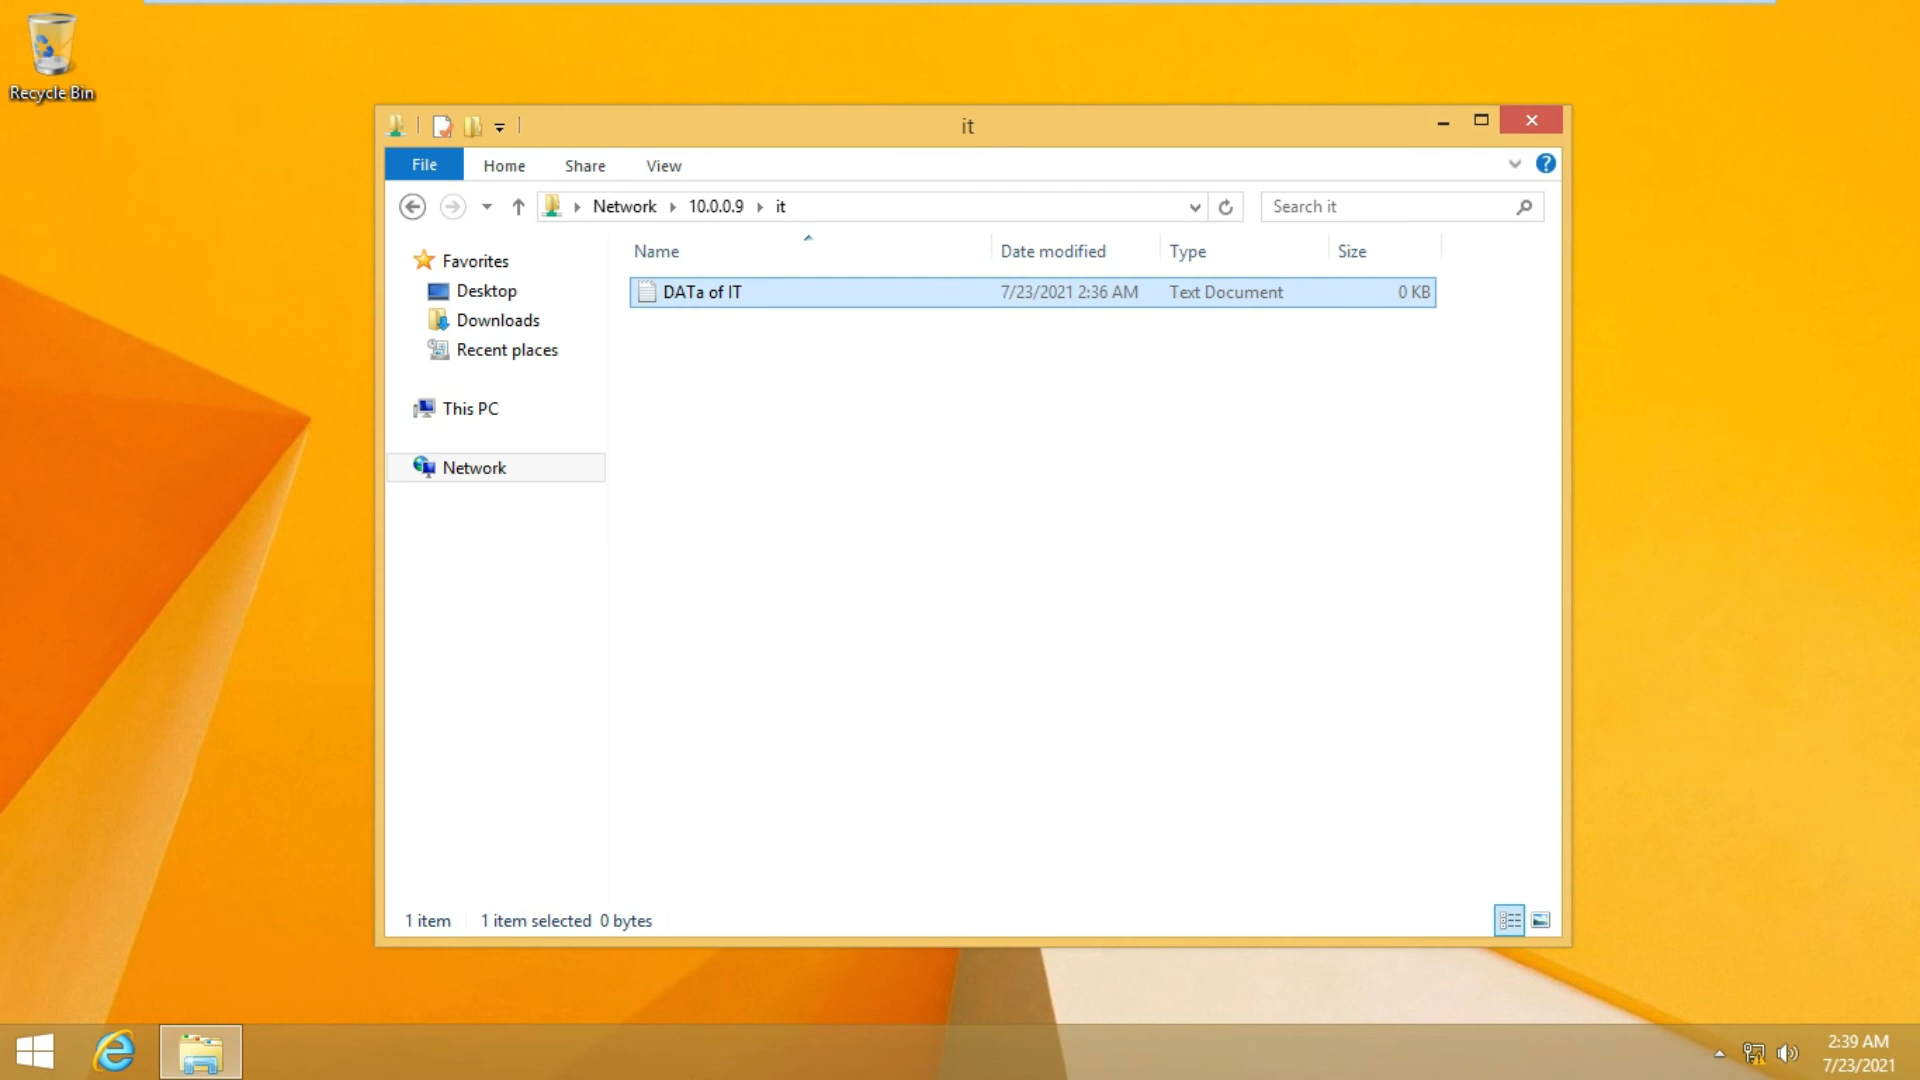 Recycle Bin
it
File Home Share View
Network 10.0.0.9 it
Search it
Favorites
Desktop
Downloads
Recent places
This PC
Network
Name Date modified Type Size
DATa of IT 7/23/2021 2:36 AM Text Document 0 KB
1 item 1 item selected 0 bytes
2:39 AM
7/23/2021